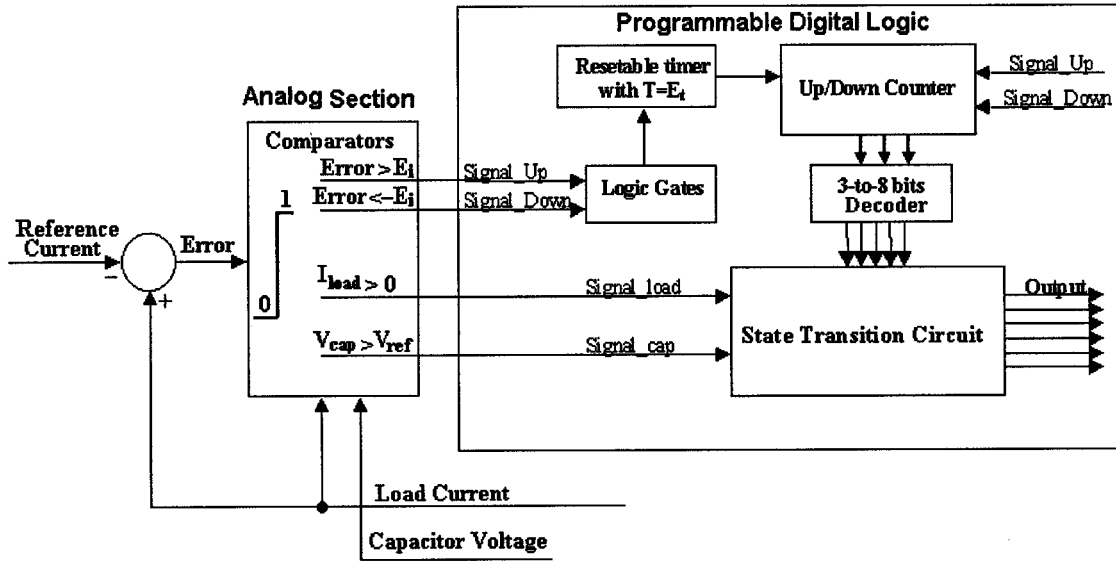 Programmable Digital Logic
Resetable timer
with T=Et
Up/Down Counter
Signal_Up
Signal_Down
Analog Section
Comparators
Error>Ei
Error<-Ei
Signal_Up
Signal_Down
Logic Gates
3-to-8 bits
Decoder
1
0
Reference
Current
Error
−
+
Iload>0
Signal_load
Vcap>Vref
Signal_cap
State Transition Circuit
Output
Load Current
Capacitor Voltage